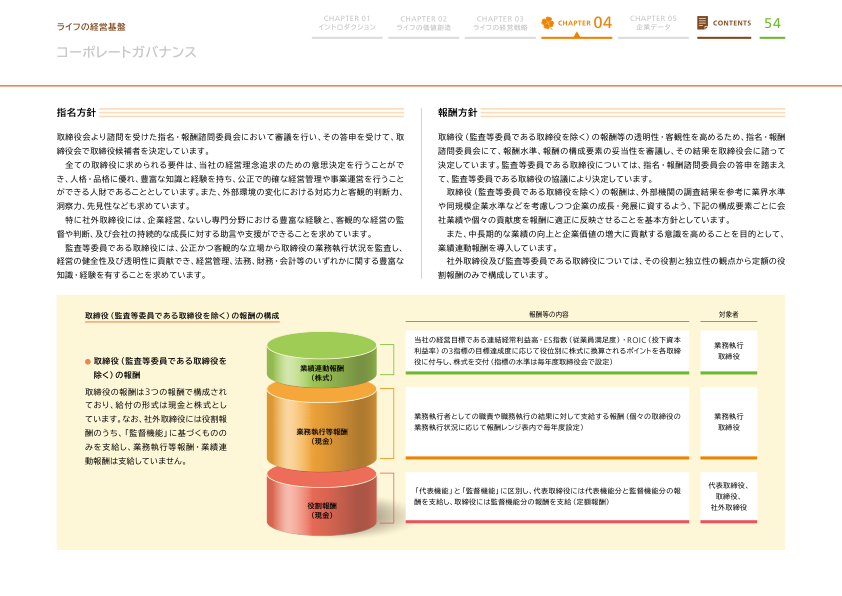 ライフの経営基盤
コーポレートガバナンス
CHAPTER 01
イントロダクション
CHAPTER 02
ライフの価値創造
CHAPTER 03
ライフの経営戦略
CHAPTER 04
CHAPTER 05
企業データ
CONTENTS
54
指名方針
取締役会より諮問を受けた指名・報酬諮問委員会において審議を行い、その答申を受けて、取
締役会で取締役候補者を決定しています。
全ての取締役に求められる要件は、当社の経営理念追求のための意思決定を行うことがで
き、人格・品格に優れ、豊富な知識と経験を持ち、公正で的確な経営管理や事業運営を行うこと
ができる人財であることとしています。また、外部環境の変化における対応力と客観的判断力、
洞察力、先見性なども求めています。
特に社外取締役には、企業経営、ないし専門分野における豊富な経験と、客観的な経営の監
督や判断、及び会社の持続的な成長に対する助言や支援ができることを求めています。
監査等委員である取締役には、公正かつ客観的な立場から取締役の業務執行状況を監査し、
経営の健全性及び透明性に貢献でき、経営管理、法務、財務・会計等のいずれかに関する豊富な
知識・経験を有することを求めています。
報酬方針
取締役（監査等委員である取締役を除く）の報酬等の透明性・客観性を高めるため、指名・報酬
諮問委員会にて、報酬水準、報酬の構成要素の妥当性を審議し、その結果を取締役会に諮って
決定しています。監査等委員である取締役については、指名・報酬諮問委員会の答申を踏まえ
て、監査等委員である取締役の協議により決定しています。
取締役（監査等委員である取締役を除く）の報酬は、外部機関の調査結果を参考に業界水準
や同規模企業水準などを考慮しつつ企業の成長・発展に資するよう、下記の構成要素ごとに会
社業績や個々の貢献度を報酬に適正に反映させることを基本方針としています。
また、中長期的な業績の向上と企業価値の増大に貢献する意識を高めることを目的として、
業績連動報酬を導入しています。
社外取締役及び監査等委員である取締役については、その役割と独立性の観点から定額の役
割報酬のみで構成しています。
取締役（監査等委員である取締役を除く）の報酬の構成
● 取締役（監査等委員である取締役を
除く）の報酬
取締役の報酬は3つの報酬で構成され
ており、給付の形式は現金と株式とし
ています。なお、社外取締役には役割報
酬のうち、「監督機能」に基づくものの
みを支給し、業務執行等報酬・業績連
動報酬は支給していません。
報酬等の内容
対象者
業績連動報酬
（株式）
当社の経営目標である連結経常利益高・ES指数（従業員満足度）・ROIC（投下資本
利益率）の3指標の目標達成度に応じて役位別に株式に換算されるポイントを各取締
役に付与し、株式を交付（指標の水準は毎年度取締役会で設定）
業務執行
取締役
業務執行等報酬
（現金）
業務執行者としての職責や職務執行の結果に対して支給する報酬（個々の取締役の
業務執行状況に応じて報酬レンジ表内で毎年度設定）
業務執行
取締役
役割報酬
（現金）
「代表機能」と「監督機能」に区別し、代表取締役には代表機能分と監督機能分の報
酬を支給し、取締役には監督機能分の報酬を支給（定額報酬）
代表取締役、
取締役、
社外取締役